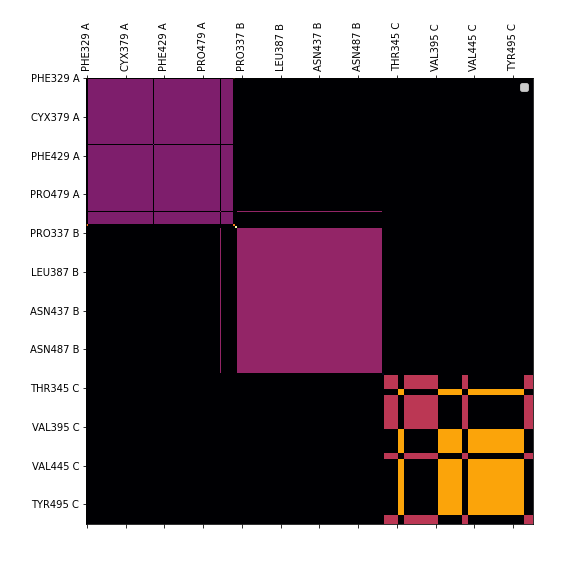 PHE329 A
CYX379 A
PHE429 A
PRO479 A
PRO337 B
LEU387 B
ASN437 B
ASN487 B
THR345 C
VAL395 C
VAL445 C
TYR495 C
PHE329 A
CYX379 A
PHE429 A
PRO479 A
PRO337 B
LEU387 B
ASN437 B
ASN487 B
THR345 C
VAL395 C
VAL445 C
TYR495 C